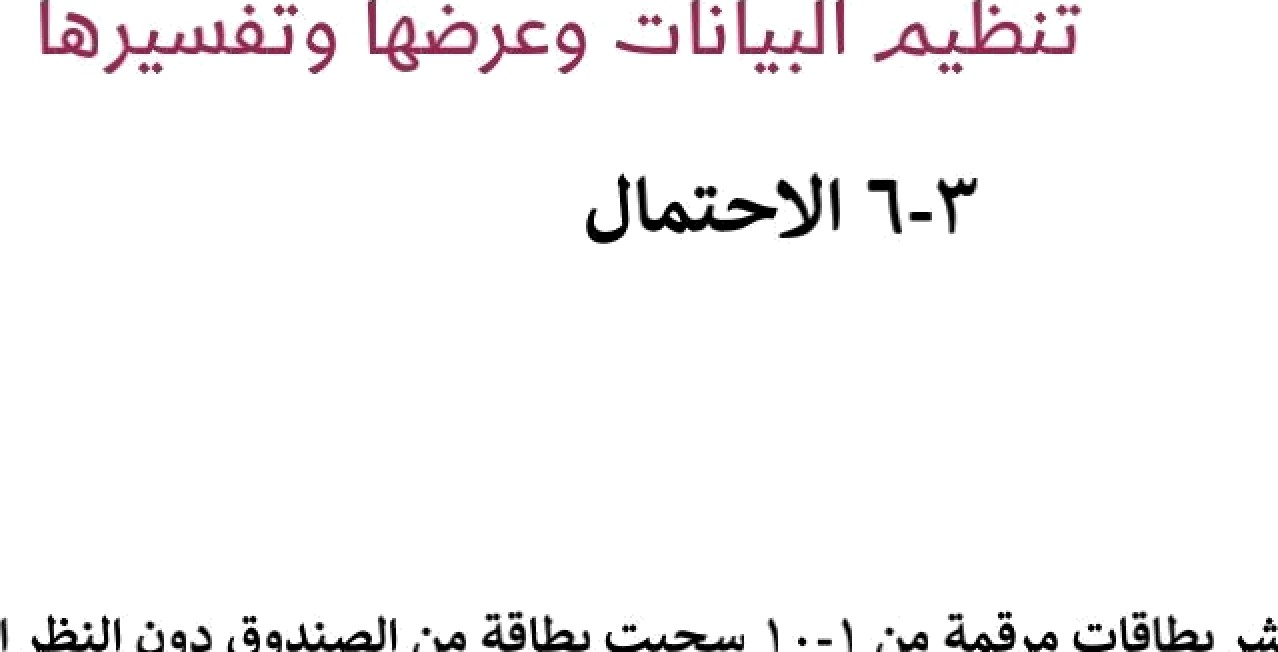 تنظيم البيانات وعرضها وتفسيرها
٣-٦ الاحتمال
بطاقات مرقمة من ١-١٠ سحبت بطاقة من الصندوق دون النظر